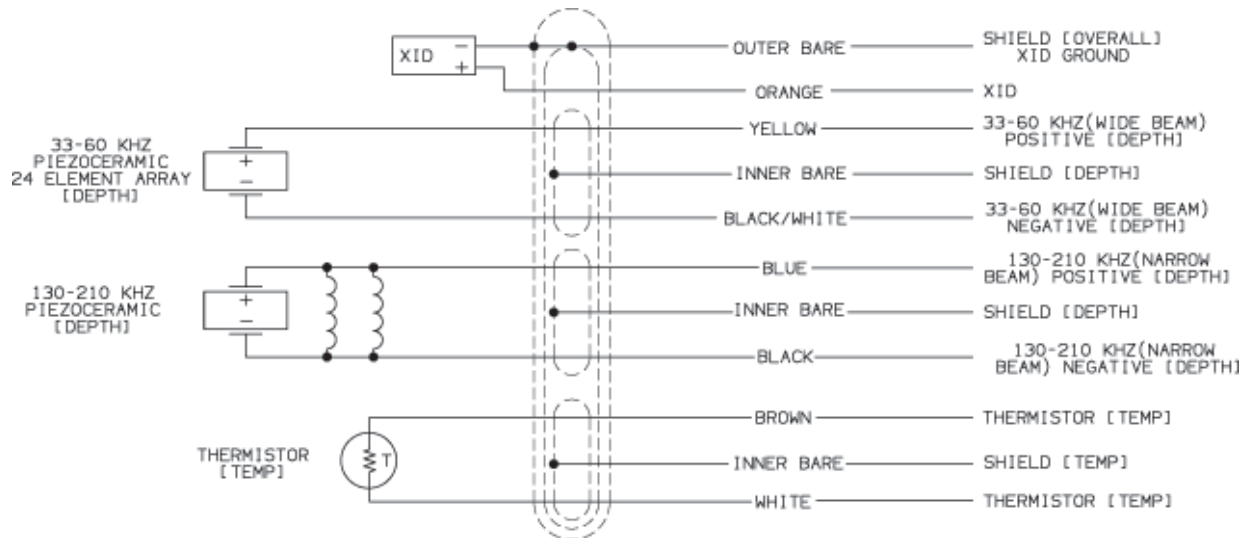 XID
-
+
OUTER BARE
SHIELD [OVERALL]
XID GROUND
ORANGE
XID
33-60 KHZ
PIEZOCERAMIC
24 ELEMENT ARRAY
[DEPTH]
+
-
YELLOW
33-60 KHZ(WIDE BEAM)
POSITIVE [DEPTH]
INNER BARE
SHIELD [DEPTH]
BLACK/WHITE
33-60 KHZ(WIDE BEAM)
NEGATIVE [DEPTH]
130-210 KHZ
PIEZOCERAMIC
[DEPTH]
+
-
BLUE
130-210 KHZ(NARROW
BEAM) POSITIVE [DEPTH]
INNER BARE
SHIELD [DEPTH]
BLACK
130-210 KHZ(NARROW
BEAM) NEGATIVE [DEPTH]
THERMISTOR
[TEMP]
T
BROWN
THERMISTOR [TEMP]
INNER BARE
SHIELD [TEMP]
WHITE
THERMISTOR [TEMP]